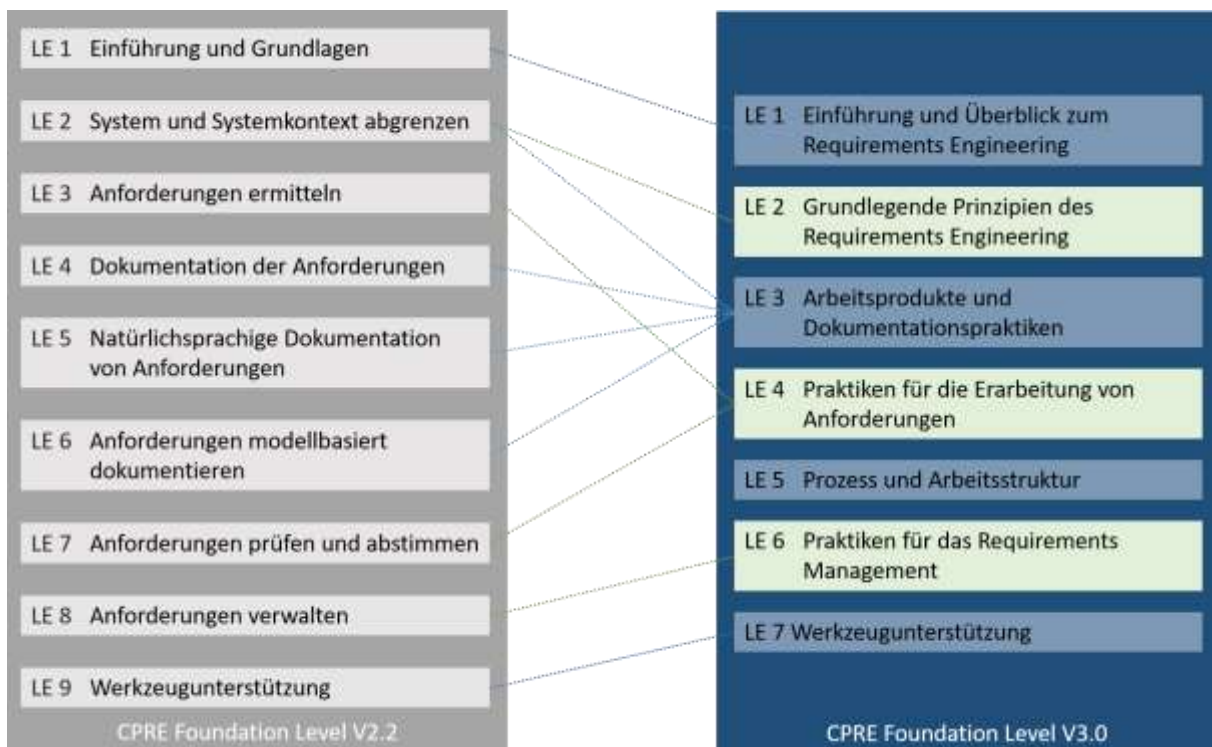 LE 1 Einführung und Grundlagen
LE 2 System und Systemkontext abgrenzen
LE 3 Anforderungen ermitteln
LE 4 Dokumentation der Anforderungen
LE 5 Natürlichsprachige Dokumentation
von Anforderungen
LE 6 Anforderungen modellbasiert
dokumentieren
LE 7 Anforderungen prüfen und abstimmen
LE 8 Anforderungen verwalten
LE 9 Werkzeugunterstützung
CPRE Foundation Level V2.2
LE 1 Einführung und Überblick zum
Requirements Engineering
LE 2 Grundlegende Prinzipien des
Requirements Engineering
LE 3 Arbeitsprodukte und
Dokumentationspraktiken
LE 4 Praktiken für die Erarbeitung von
Anforderungen
LE 5 Prozess und Arbeitsstruktur
LE 6 Praktiken für das Requirements
Management
LE 7 Werkzeugunterstützung
CPRE Foundation Level V3.0